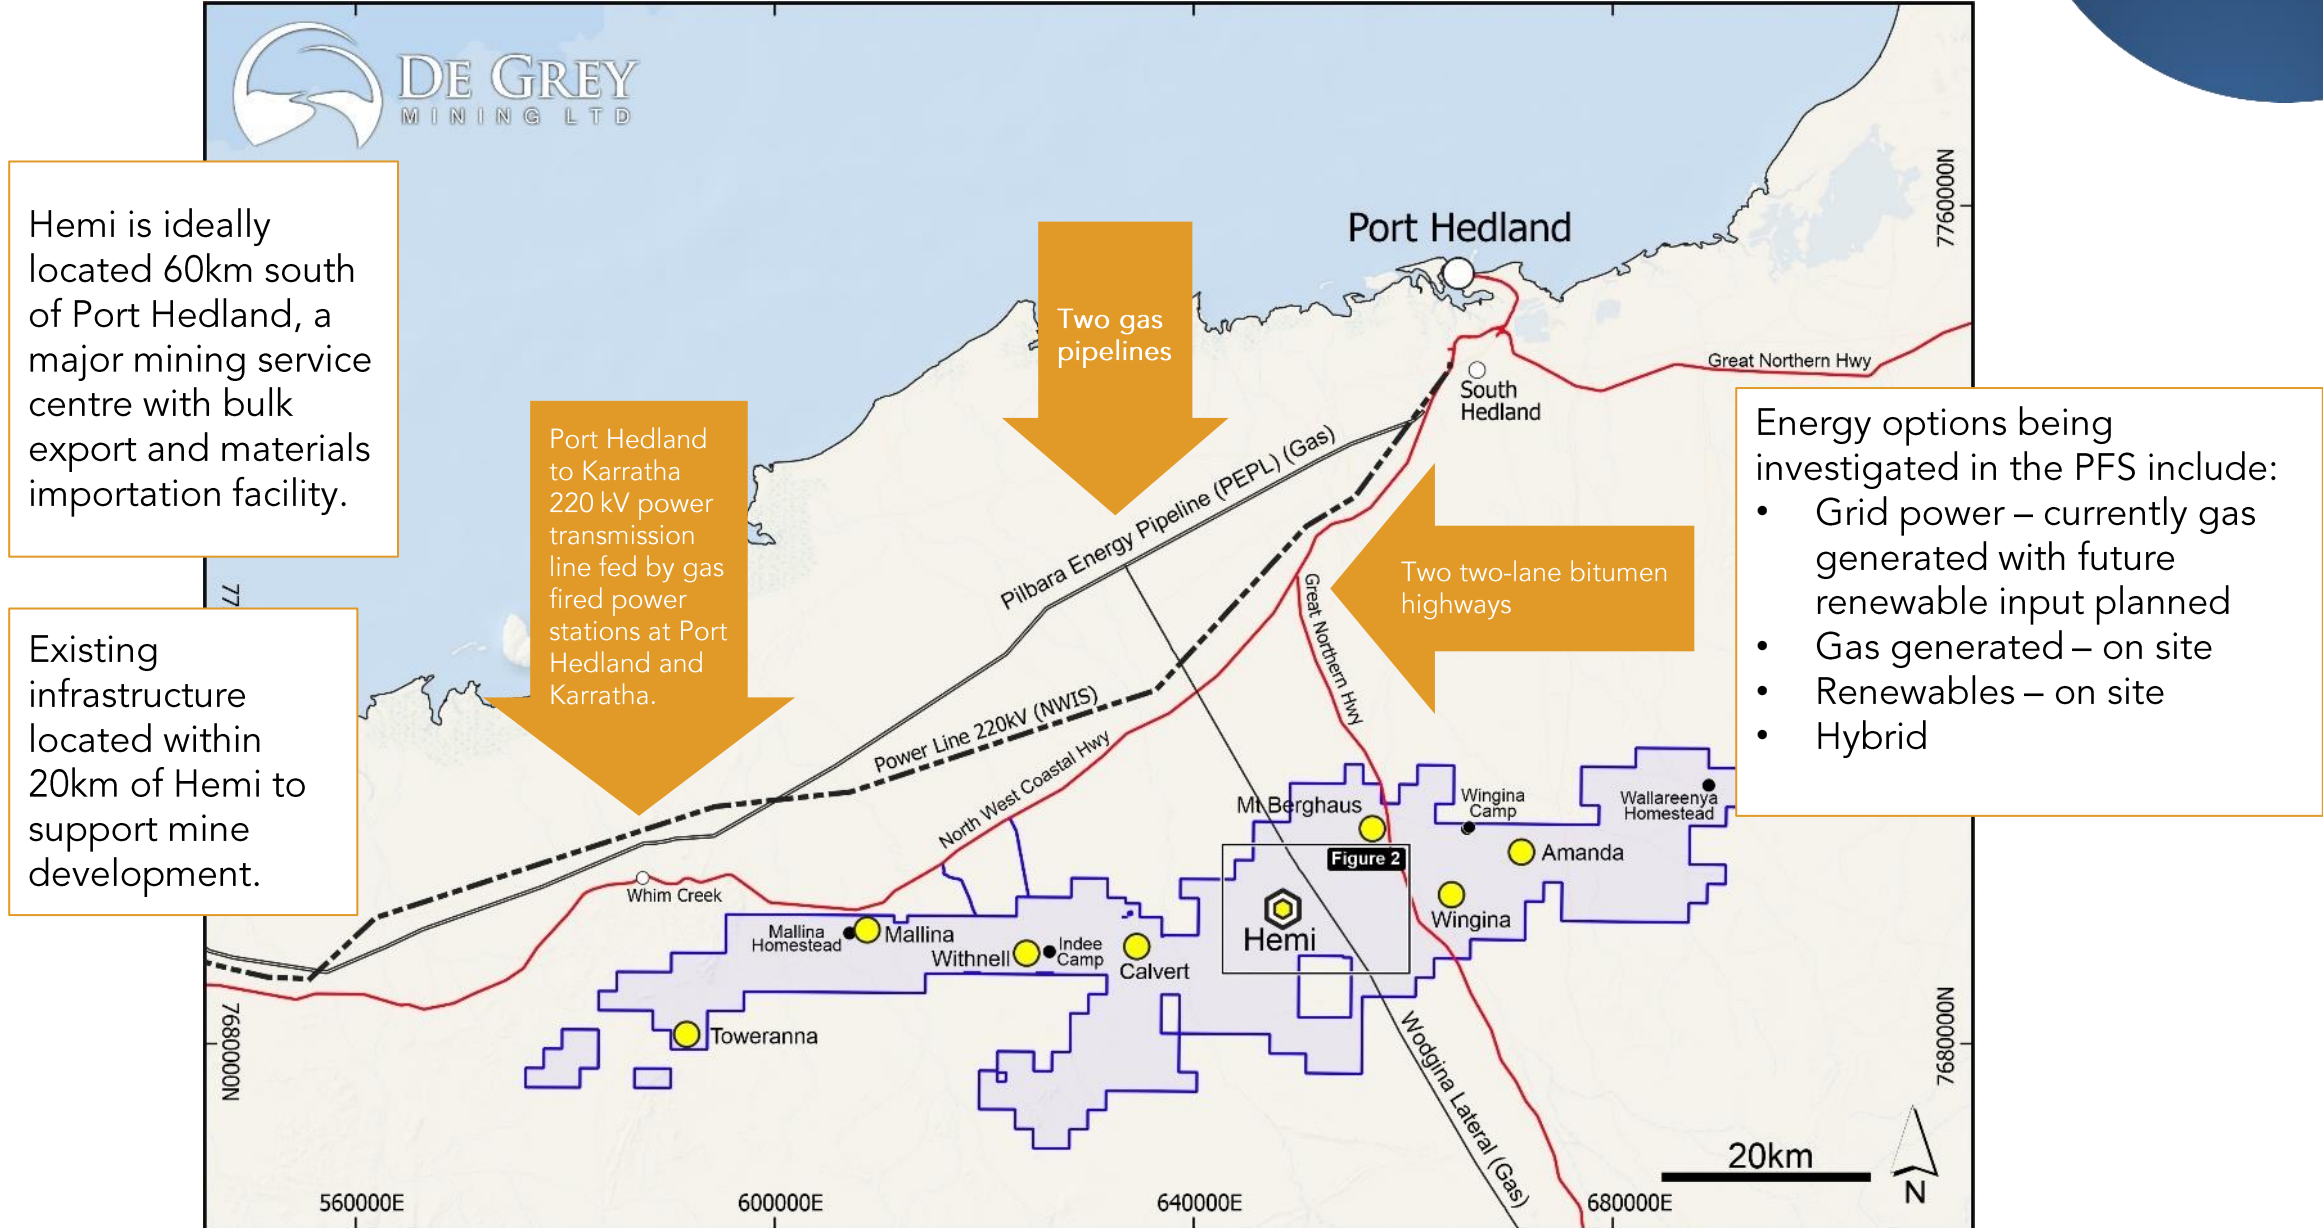 DE GREY
MINING LTD
Hemi is ideally
located 60km south
of Port Hedland, a
major mining service
centre with bulk
export and materials
importation facility.
Existing
infrastructure
located within
20km of Hemi to
support mine
development.
Port Hedland
to Karratha
220 kV power
transmission
line fed by gas
fired power
stations at Port
Hedland and
Karratha.
Two gas
pipelines
Two two-lane bitumen
highways
Energy options being
investigated in the PFS include:
• Grid power – currently gas
generated with future
renewable input planned
• Gas generated – on site
• Renewables – on site
• Hybrid
Port Hedland
South
Hedland
Great Northern Hwy
Pilbara Energy Pipeline (PEPL) (Gas)
Power Line 220kV (NWIS)
North West Coastal Hwy
Great Northern Hwy
Whim Creek
Mt Berghaus
Wingina
Camp
Wallareenya
Homestead
Amanda
Figure 2
Wingina
Hemi
Mallina
Homestead
Mallina
Withnell
Indee
Camp
Calvert
Toweranna
Wodgina Lateral (Gas)
7760000N
77
7680000N
7680000N
560000E
600000E
640000E
680000E
20km
N